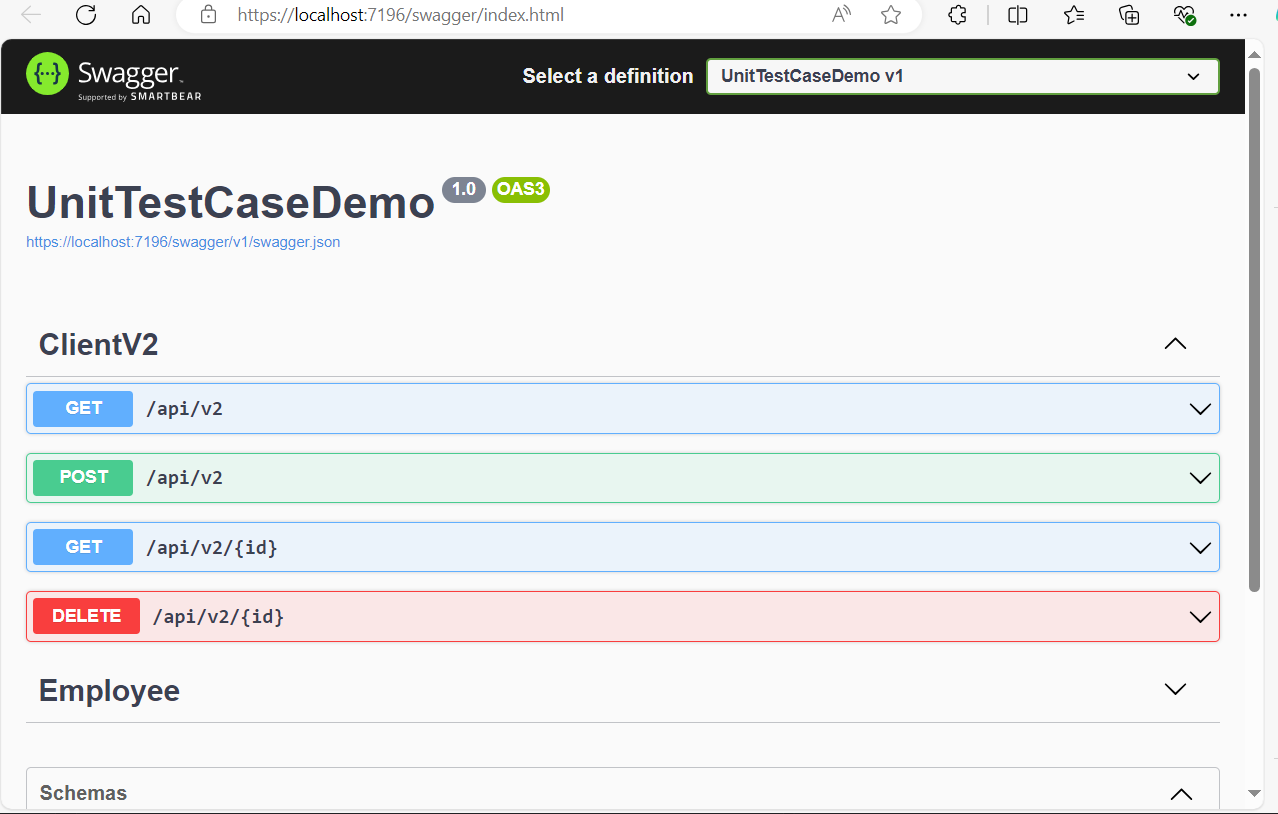 https://localhost:7196/swagger/index.html
Swagger
Supported by SMARTBEAR
Select a definition
UnitTestCaseDemo v1
UnitTestCaseDemo 1.0 OAS3
https://localhost:7196/swagger/v1/swagger.json
ClientV2
GET /api/v2
POST /api/v2
GET /api/v2/{id}
DELETE /api/v2/{id}
Employee
Schemas